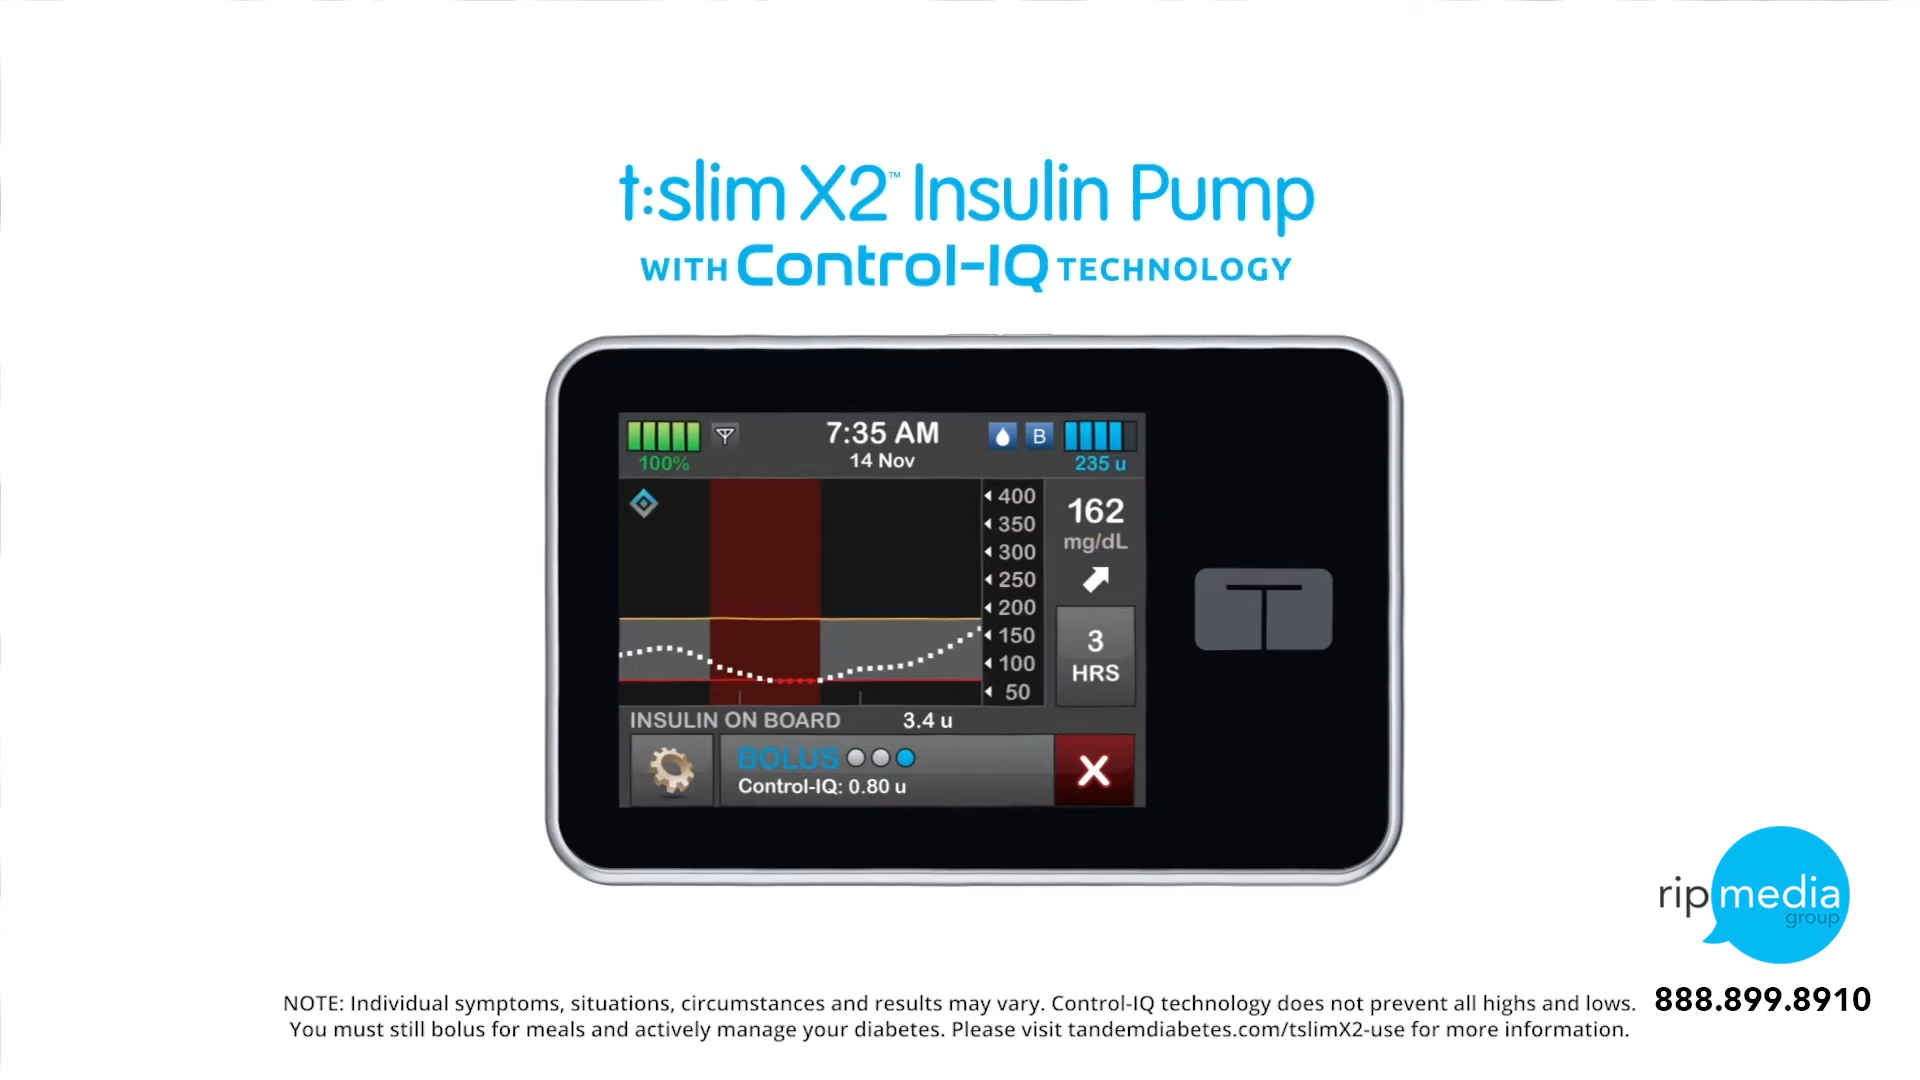 t:slim X2™ Insulin Pump
WITH Control-IQ TECHNOLOGY
7:35 AM
100%
14 Nov
B
235 u
400
350
300
250
200
150
100
50
162
mg/dL
3
HRS
INSULIN ON BOARD 3.4 u
BOLUS
Control-IQ: 0.80 u
X
T
rip media
group
888.899.8910
NOTE: Individual symptoms, situations, circumstances and results may vary. Control-IQ technology does not prevent all highs and lows.
You must still bolus for meals and actively manage your diabetes. Please visit tandemdiabetes.com/tslimX2-use for more information.